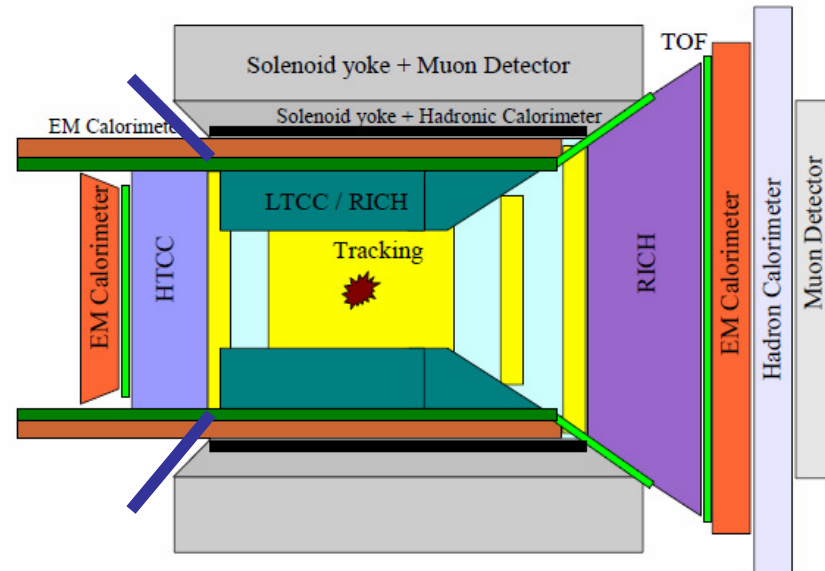 TOF
Solenoid yoke + Muon Detector
Solenoid yoke + Hadronic Calorimeter
EM Calorimeter
LTCC / RICH
Tracking
EM Calorimeter
HTCC
RICH
EM Calorimeter
Hadron Calorimeter
Muon Detector